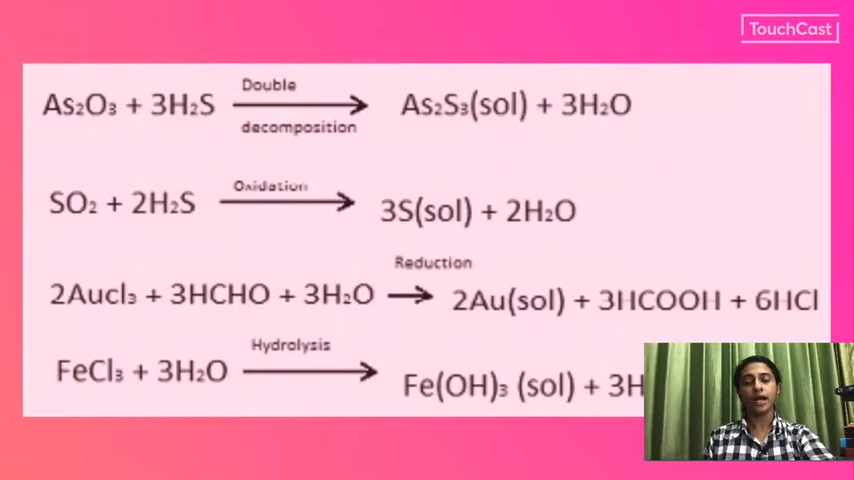 TouchCast
As₂O₃ + 3H₂S Double decomposition As₂S₃(sol) + 3H₂O
SO₂ + 2H₂S Oxidation 3S(sol) + 2H₂O
2Aucl₃ + 3HCHO + 3H₂O Reduction 2Au(sol) + 3HCOOH + 6HCl
FeCl₃ + 3H₂O Hydrolysis Fe(OH)₃ (sol) + 3H